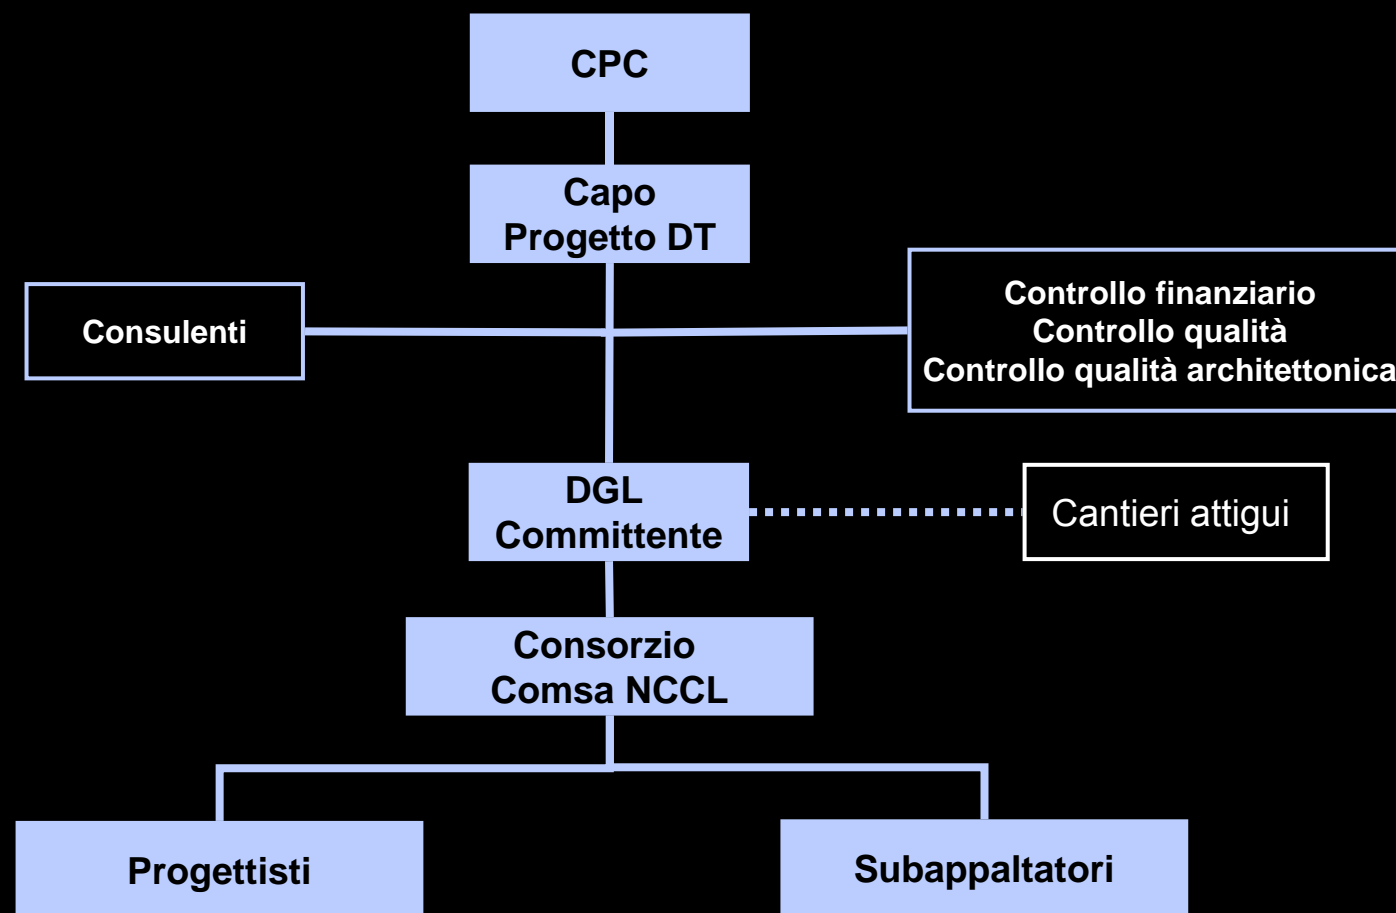 CPC
Capo
Progetto DT
Consulenti
Controllo finanziario
Controllo qualità
Controllo qualità architettonica
DGL
Committente
Cantieri attigui
Consorzio
Comsa NCCL
Progettisti
Subappaltatori